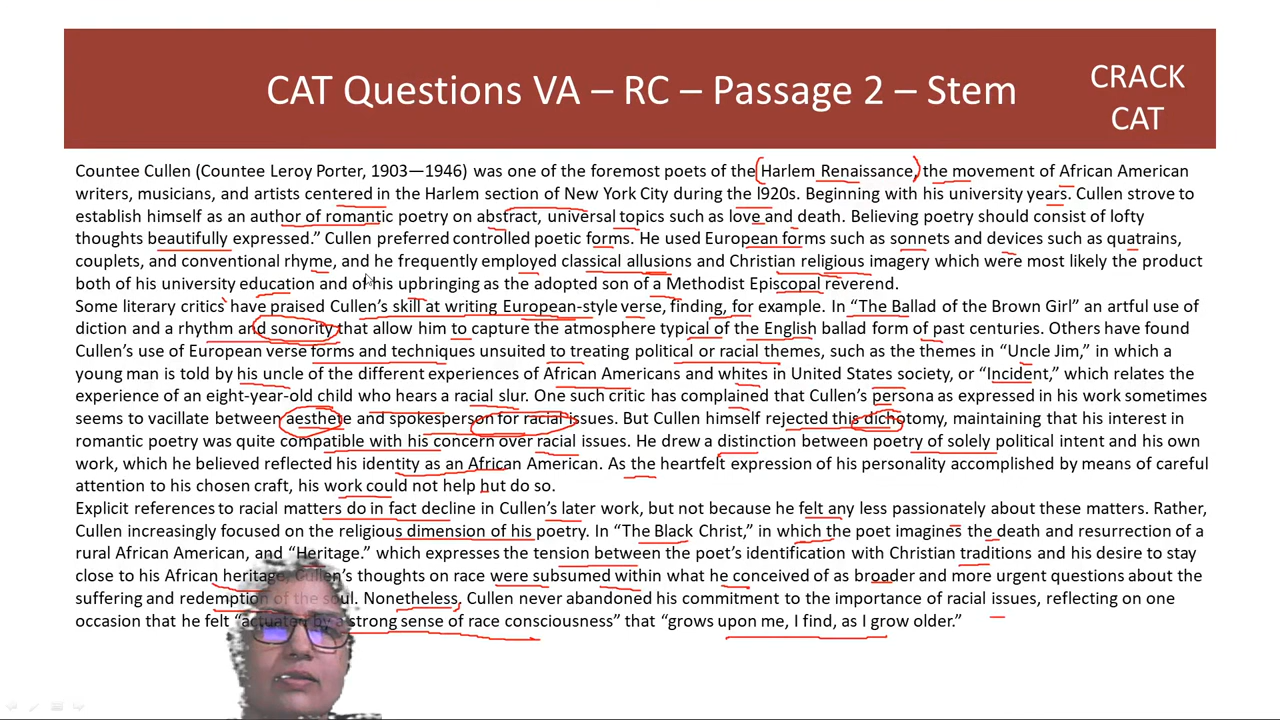 CAT Questions VA – RC – Passage 2 – Stem
CRACK
CAT
Countee Cullen (Countee Leroy Porter, 1903—1946) was one of the foremost poets of the Harlem Renaissance, the movement of African American
writers, musicians, and artists centered in the Harlem section of New York City during the l920s. Beginning with his university years. Cullen strove to
establish himself as an author of romantic poetry on abstract, universal topics such as love and death. Believing poetry should consist of lofty
thoughts beautifully expressed.” Cullen preferred controlled poetic forms. He used European forms such as sonnets and devices such as quatrains,
couplets, and conventional rhyme, and he frequently employed classical allusions and Christian religious imagery which were most likely the product
both of his university education and of his upbringing as the adopted son of a Methodist Episcopal reverend.
Some literary critics have praised Cullen’s skill at writing European-style verse, finding, for example. In “The Ballad of the Brown Girl” an artful use of
diction and a rhythm and sonority that allow him to capture the atmosphere typical of the English ballad form of past centuries. Others have found
Cullen’s use of European verse forms and techniques unsuited to treating political or racial themes, such as the themes in “Uncle Jim,” in which a
young man is told by his uncle of the different experiences of African Americans and whites in United States society, or “Incident,” which relates the
experience of an eight-year-old child who hears a racial slur. One such critic has complained that Cullen’s persona as expressed in his work sometimes
seems to vacillate between aesthete and spokesperson for racial issues. But Cullen himself rejected this dichotomy, maintaining that his interest in
romantic poetry was quite compatible with his concern over racial issues. He drew a distinction between poetry of solely political intent and his own
work, which he believed reflected his identity as an African American. As the heartfelt expression of his personality accomplished by means of careful
attention to his chosen craft, his work could not help but do so.
Explicit references to racial matters do in fact decline in Cullen’s later work, but not because he felt any less passionately about these matters. Rather,
Cullen increasingly focused on the religious dimension of his poetry. In “The Black Christ,” in which the poet imagines the death and resurrection of a
rural African American, and “Heritage.” which expresses the tension between the poet’s identification with Christian traditions and his desire to stay
close to his African heritage, Cullen’s thoughts on race were subsumed within what he conceived of as broader and more urgent questions about the
suffering and redemption of the soul. Nonetheless, Cullen never abandoned his commitment to the importance of racial issues, reflecting on one
occasion that he felt “actuated by a strong sense of race consciousness” that “grows upon me, I find, as I grow older.”